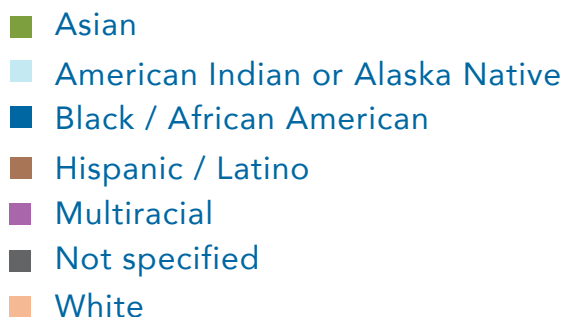 Asian
American Indian or Alaska Native
Black / African American
Hispanic / Latino
Multiracial
Not specified
White